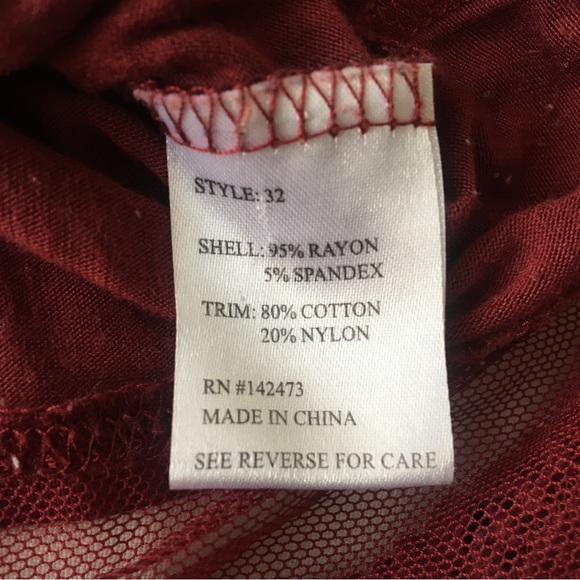 STYLE: 32
SHELL: 95% RAYON
5% SPANDEX
TRIM: 80% COTTON
20% NYLON
RN #142473
MADE IN CHINA
SEE REVERSE FOR CARE